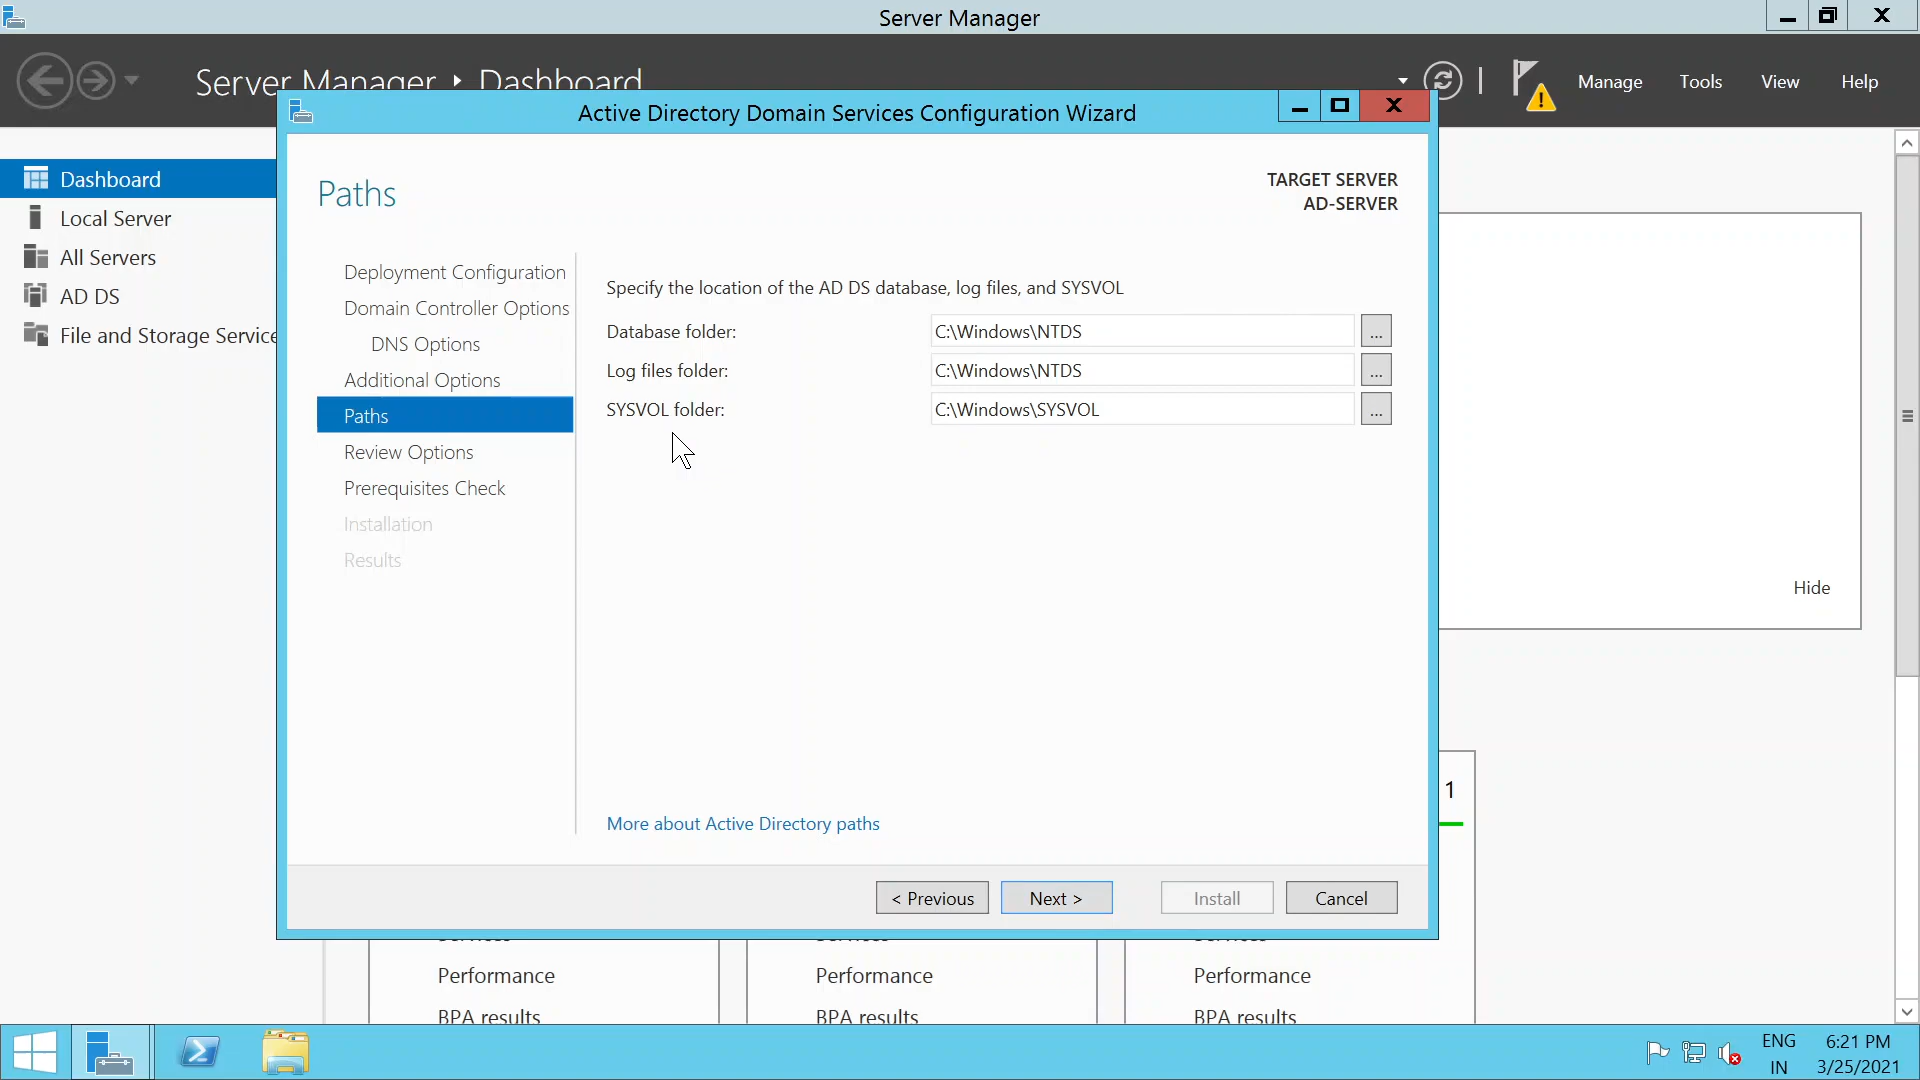 Server Manager
Server Manager ‣ Dashboard
Manage
Tools
View
Help
Dashboard
Local Server
All Servers
AD DS
File and Storage Service
Active Directory Domain Services Configuration Wizard
Paths
TARGET SERVER
AD-SERVER
Deployment Configuration
Domain Controller Options
DNS Options
Additional Options
Paths
Review Options
Prerequisites Check
Installation
Results
Specify the location of the AD DS database, log files, and SYSVOL
Database folder: C:\Windows\NTDS ...
Log files folder: C:\Windows\NTDS ...
SYSVOL folder: C:\Windows\SYSVOL ...
More about Active Directory paths
< Previous
Next >
Install
Cancel
Hide
1
Performance
Performance
Performance
BPA results
BPA results
BPA results
ENG
IN
6:21 PM
3/25/2021